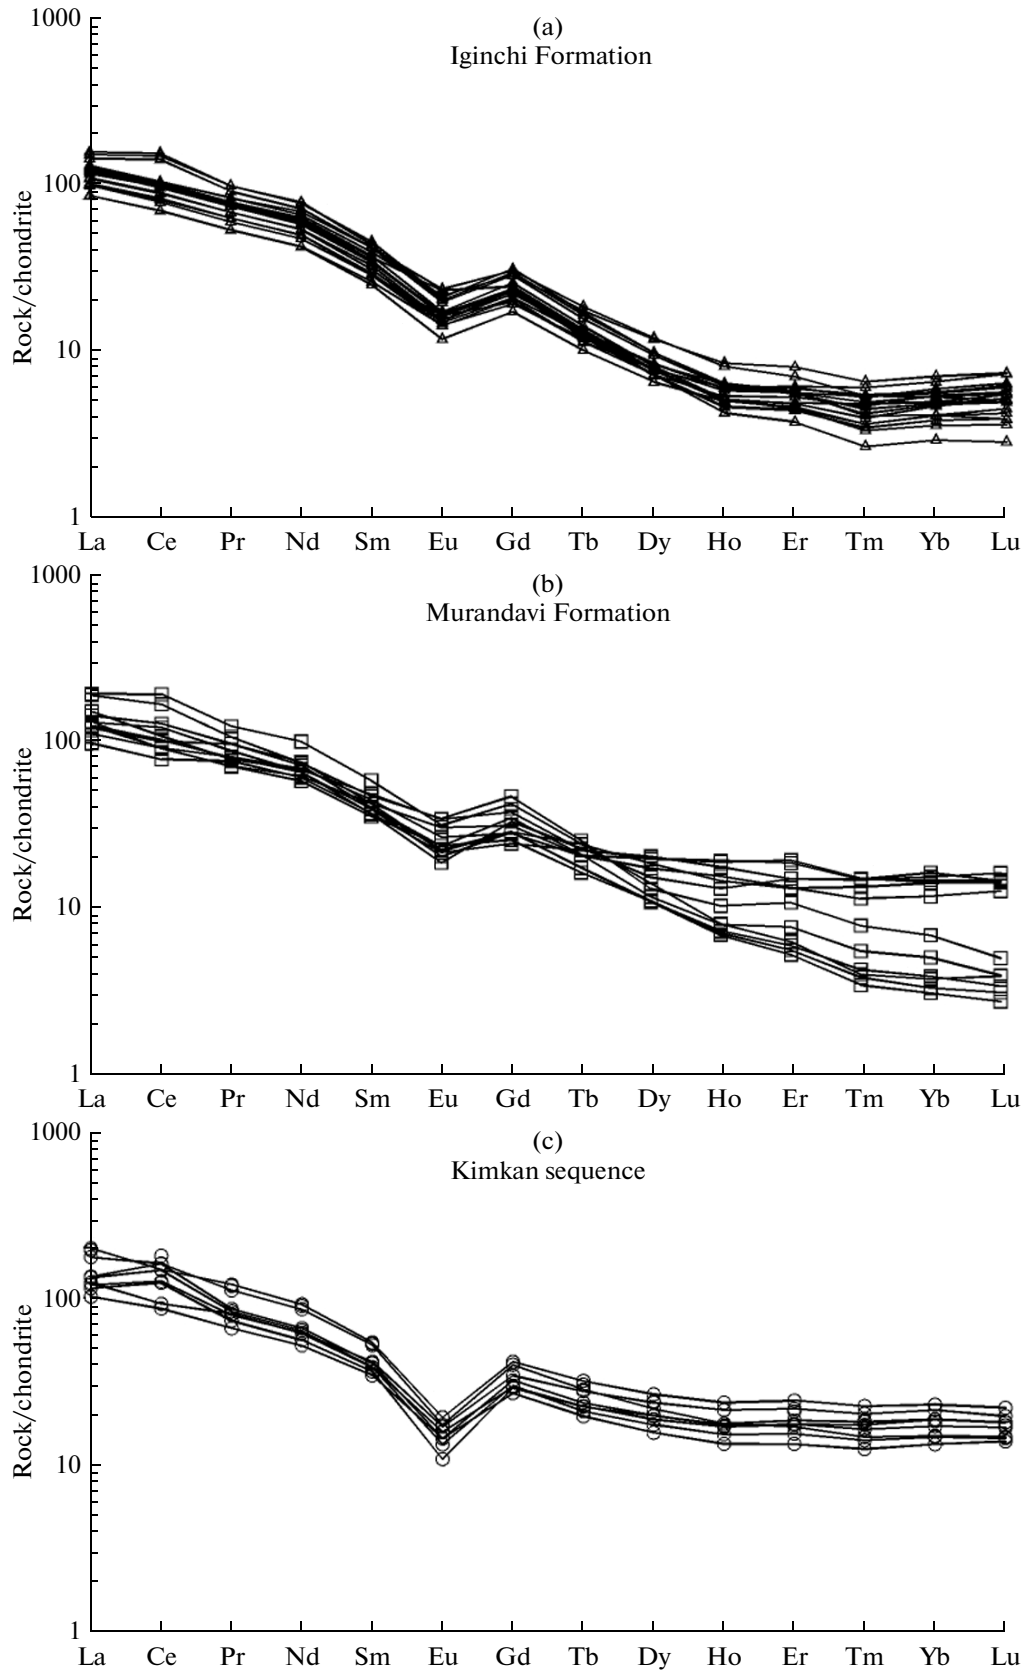 (a)
Iginchi Formation
1000
100
10
1
Rock/chondrite
La Ce Pr Nd Sm Eu Gd Tb Dy Ho Er Tm Yb Lu
(b)
Murandavi Formation
1000
100
10
1
Rock/chondrite
La Ce Pr Nd Sm Eu Gd Tb Dy Ho Er Tm Yb Lu
(c)
Kimkan sequence
1000
100
10
1
Rock/chondrite
La Ce Pr Nd Sm Eu Gd Tb Dy Ho Er Tm Yb Lu